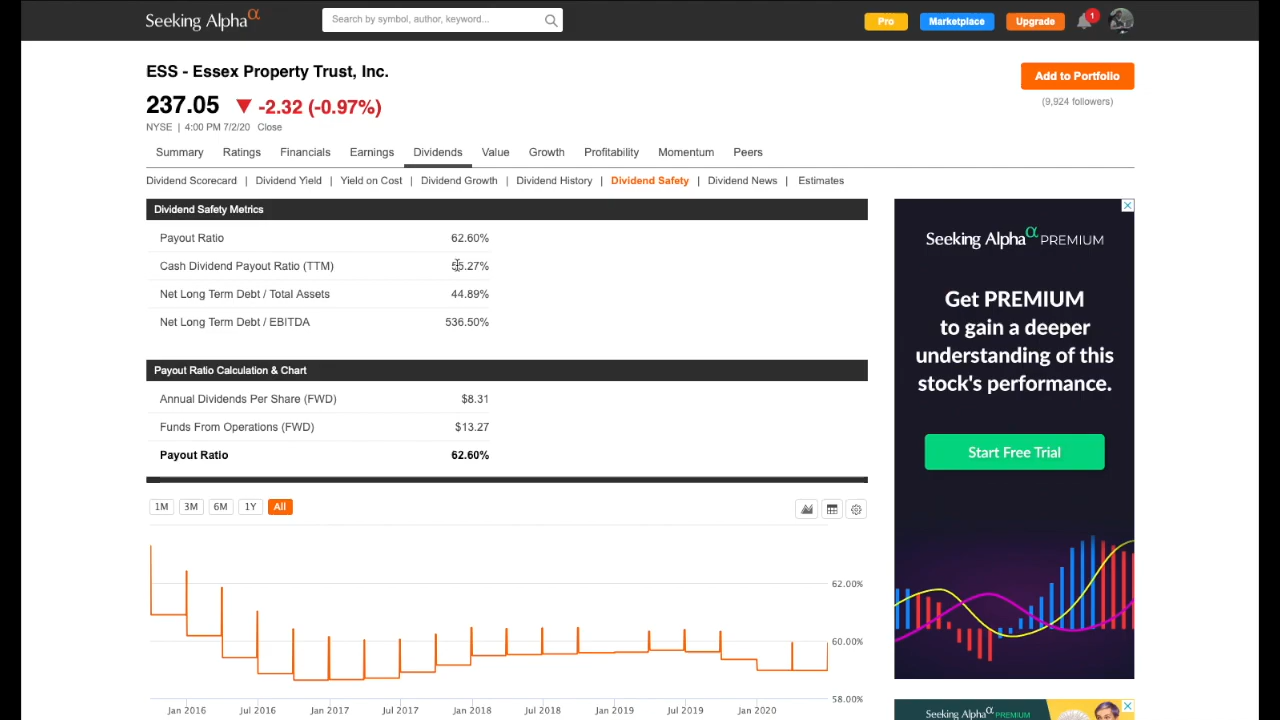 Seeking Alpha α
Search by symbol, author, keyword...
Pro
Marketplace
Upgrade
1
ESS - Essex Property Trust, Inc.
Add to Portfolio
237.05 ▼ -2.32 (-0.97%)
(9,924 followers)
NYSE | 4:00 PM 7/2/20 Close
Summary Ratings Financials Earnings Dividends Value Growth Profitability Momentum Peers
Dividend Scorecard | Dividend Yield | Yield on Cost | Dividend Growth | Dividend History | Dividend Safety | Dividend News | Estimates
Dividend Safety Metrics
Payout Ratio 62.60%
Cash Dividend Payout Ratio (TTM) 55.27%
Net Long Term Debt / Total Assets 44.89%
Net Long Term Debt / EBITDA 536.50%
Payout Ratio Calculation & Chart
Annual Dividends Per Share (FWD) $8.31
Funds From Operations (FWD) $13.27
Payout Ratio 62.60%
1M 3M 6M 1Y All
62.00%
60.00%
58.00%
Jan 2016 Jul 2016 Jan 2017 Jul 2017 Jan 2018 Jul 2018 Jan 2019 Jul 2019 Jan 2020
Seeking Alpha α PREMIUM
Get PREMIUM
to gain a deeper
understanding of this
stock's performance.
Start Free Trial
Seeking Alpha α PREMIUM